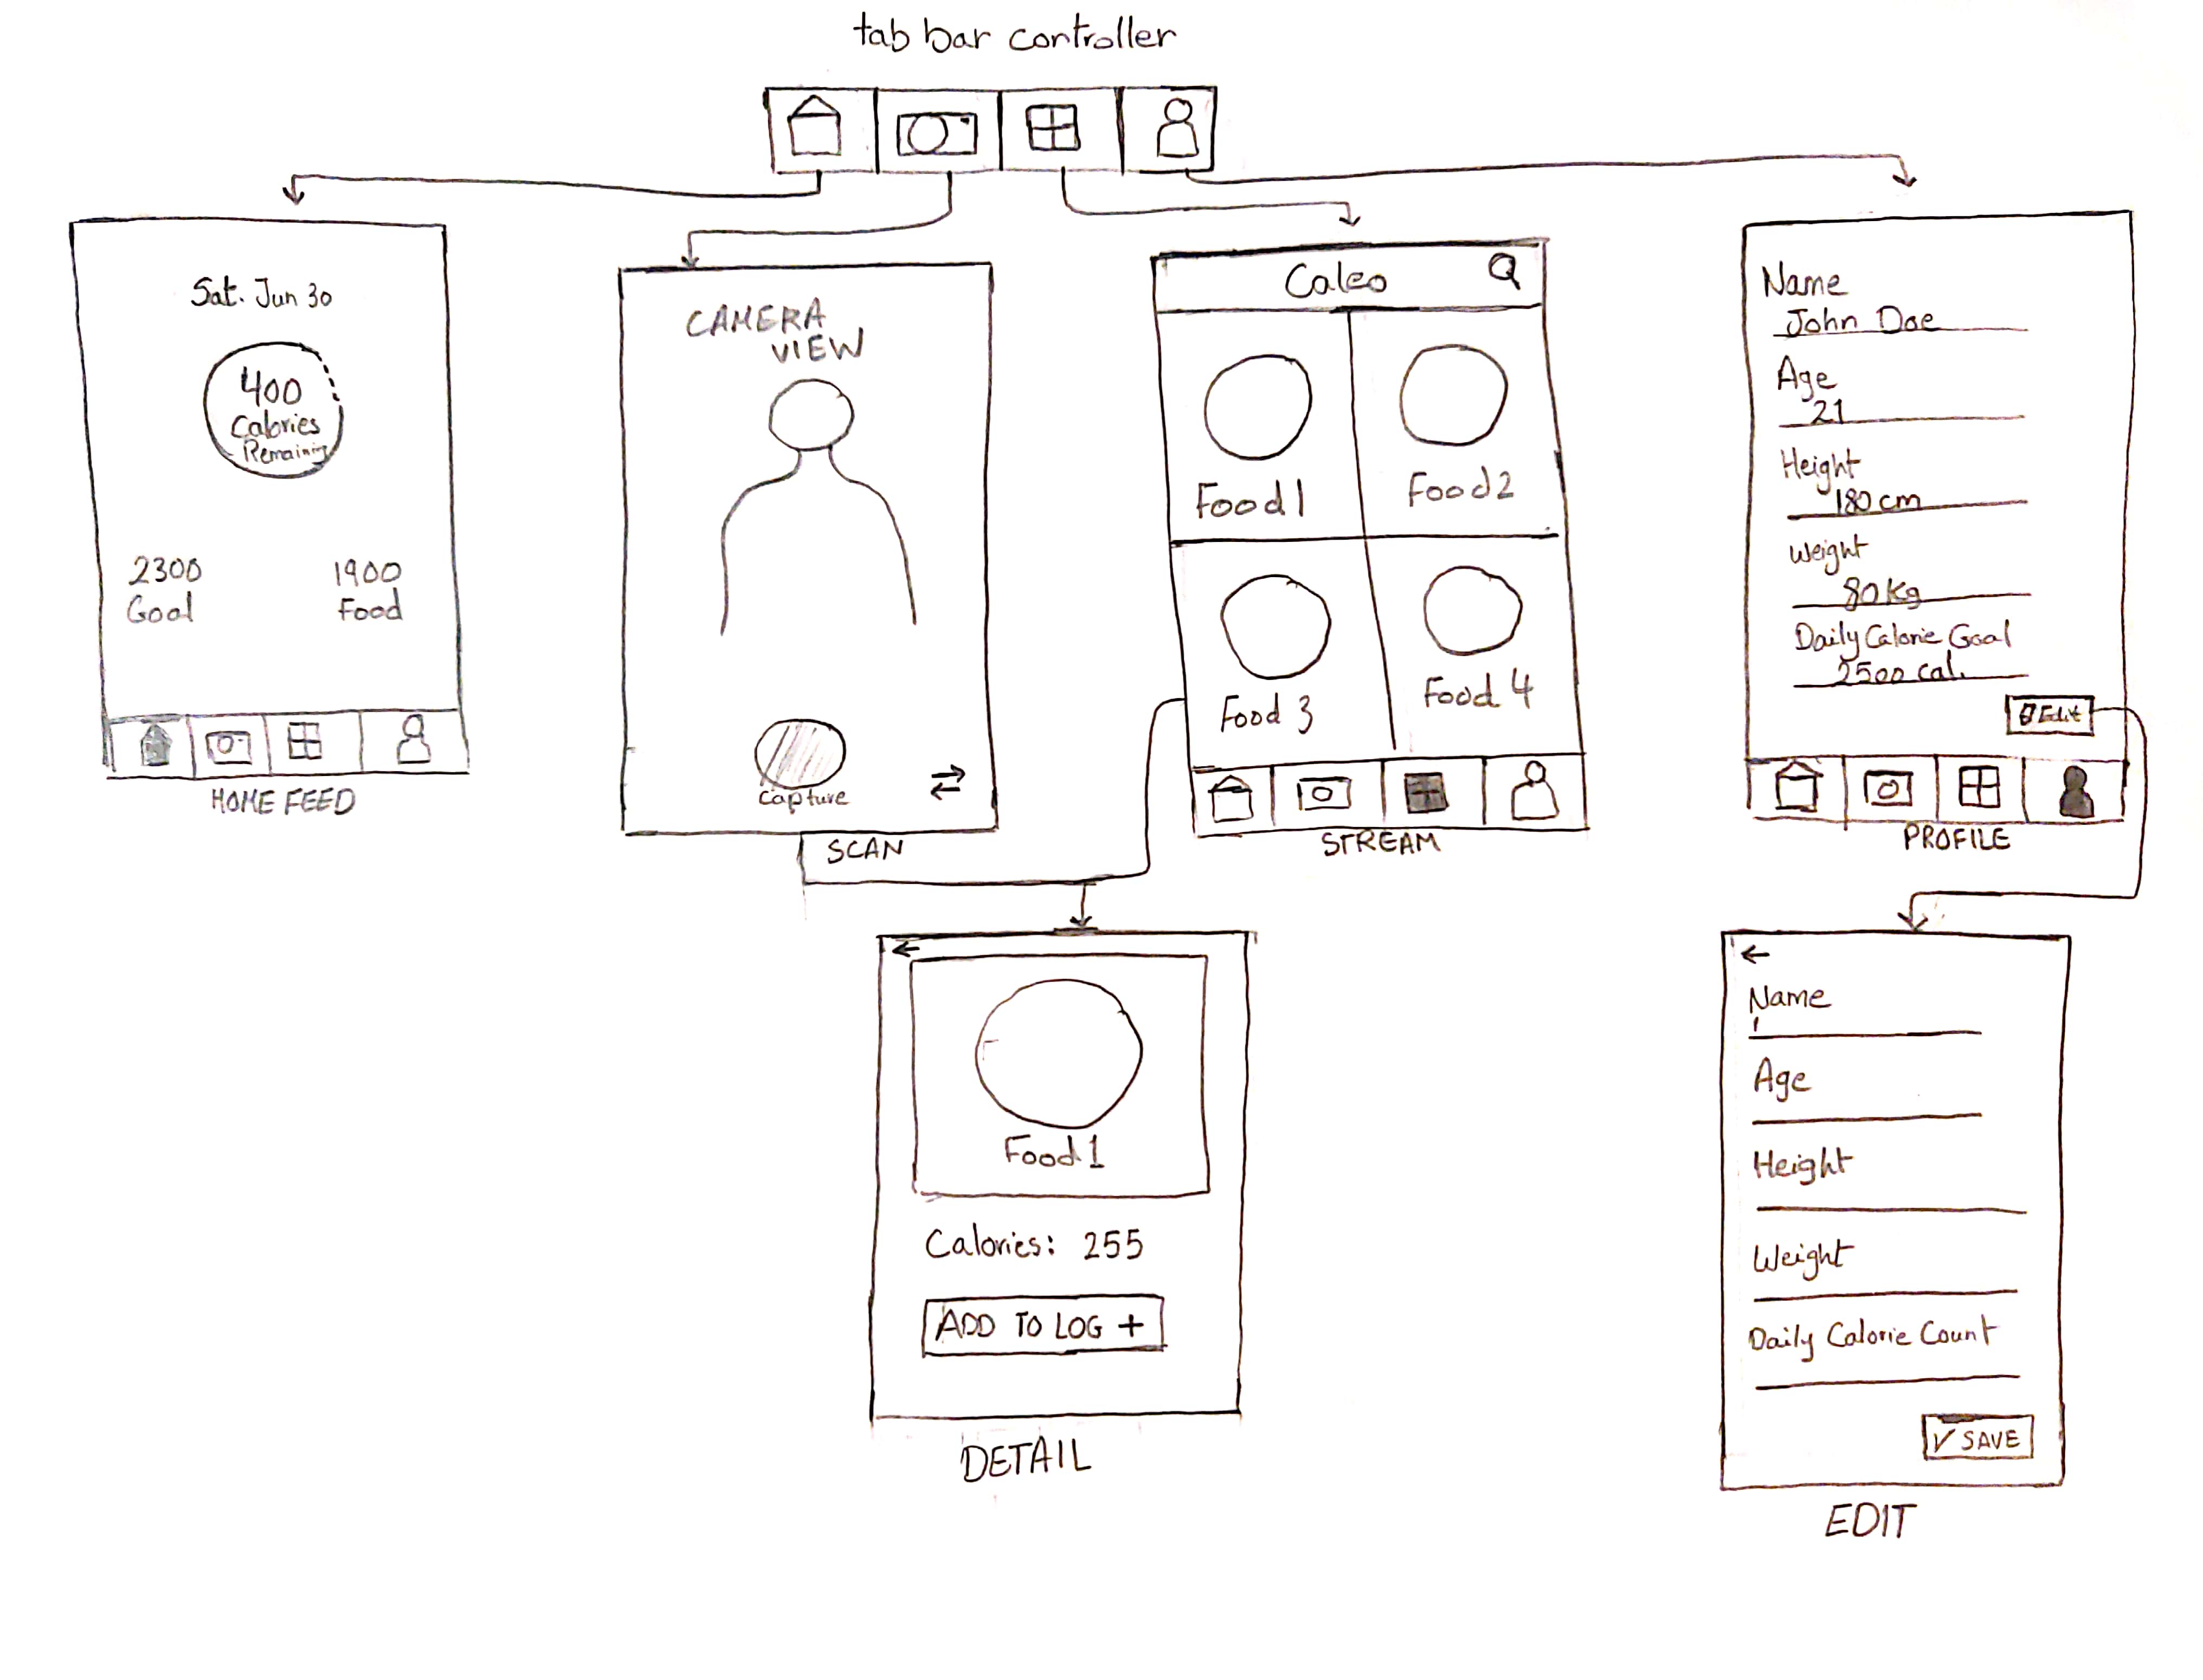 tab bar controller
Sat. Jun 30
400
Calories
Remaining
2300
Goal
1900
Food
HOME FEED
CAMERA
VIEW
Capture
SCAN
Caleo
Food 1
Food 2
Food 3
Food 4
STREAM
Name
John Doe
Age
21
Height
180 cm
Weight
80 Kg
Daily Calorie Goal
2500 cal.
Edit
PROFILE
Food 1
Calories: 255
ADD TO LOG +
DETAIL
Name
Age
Height
Weight
Daily Calorie Count
✓ SAVE
EDIT